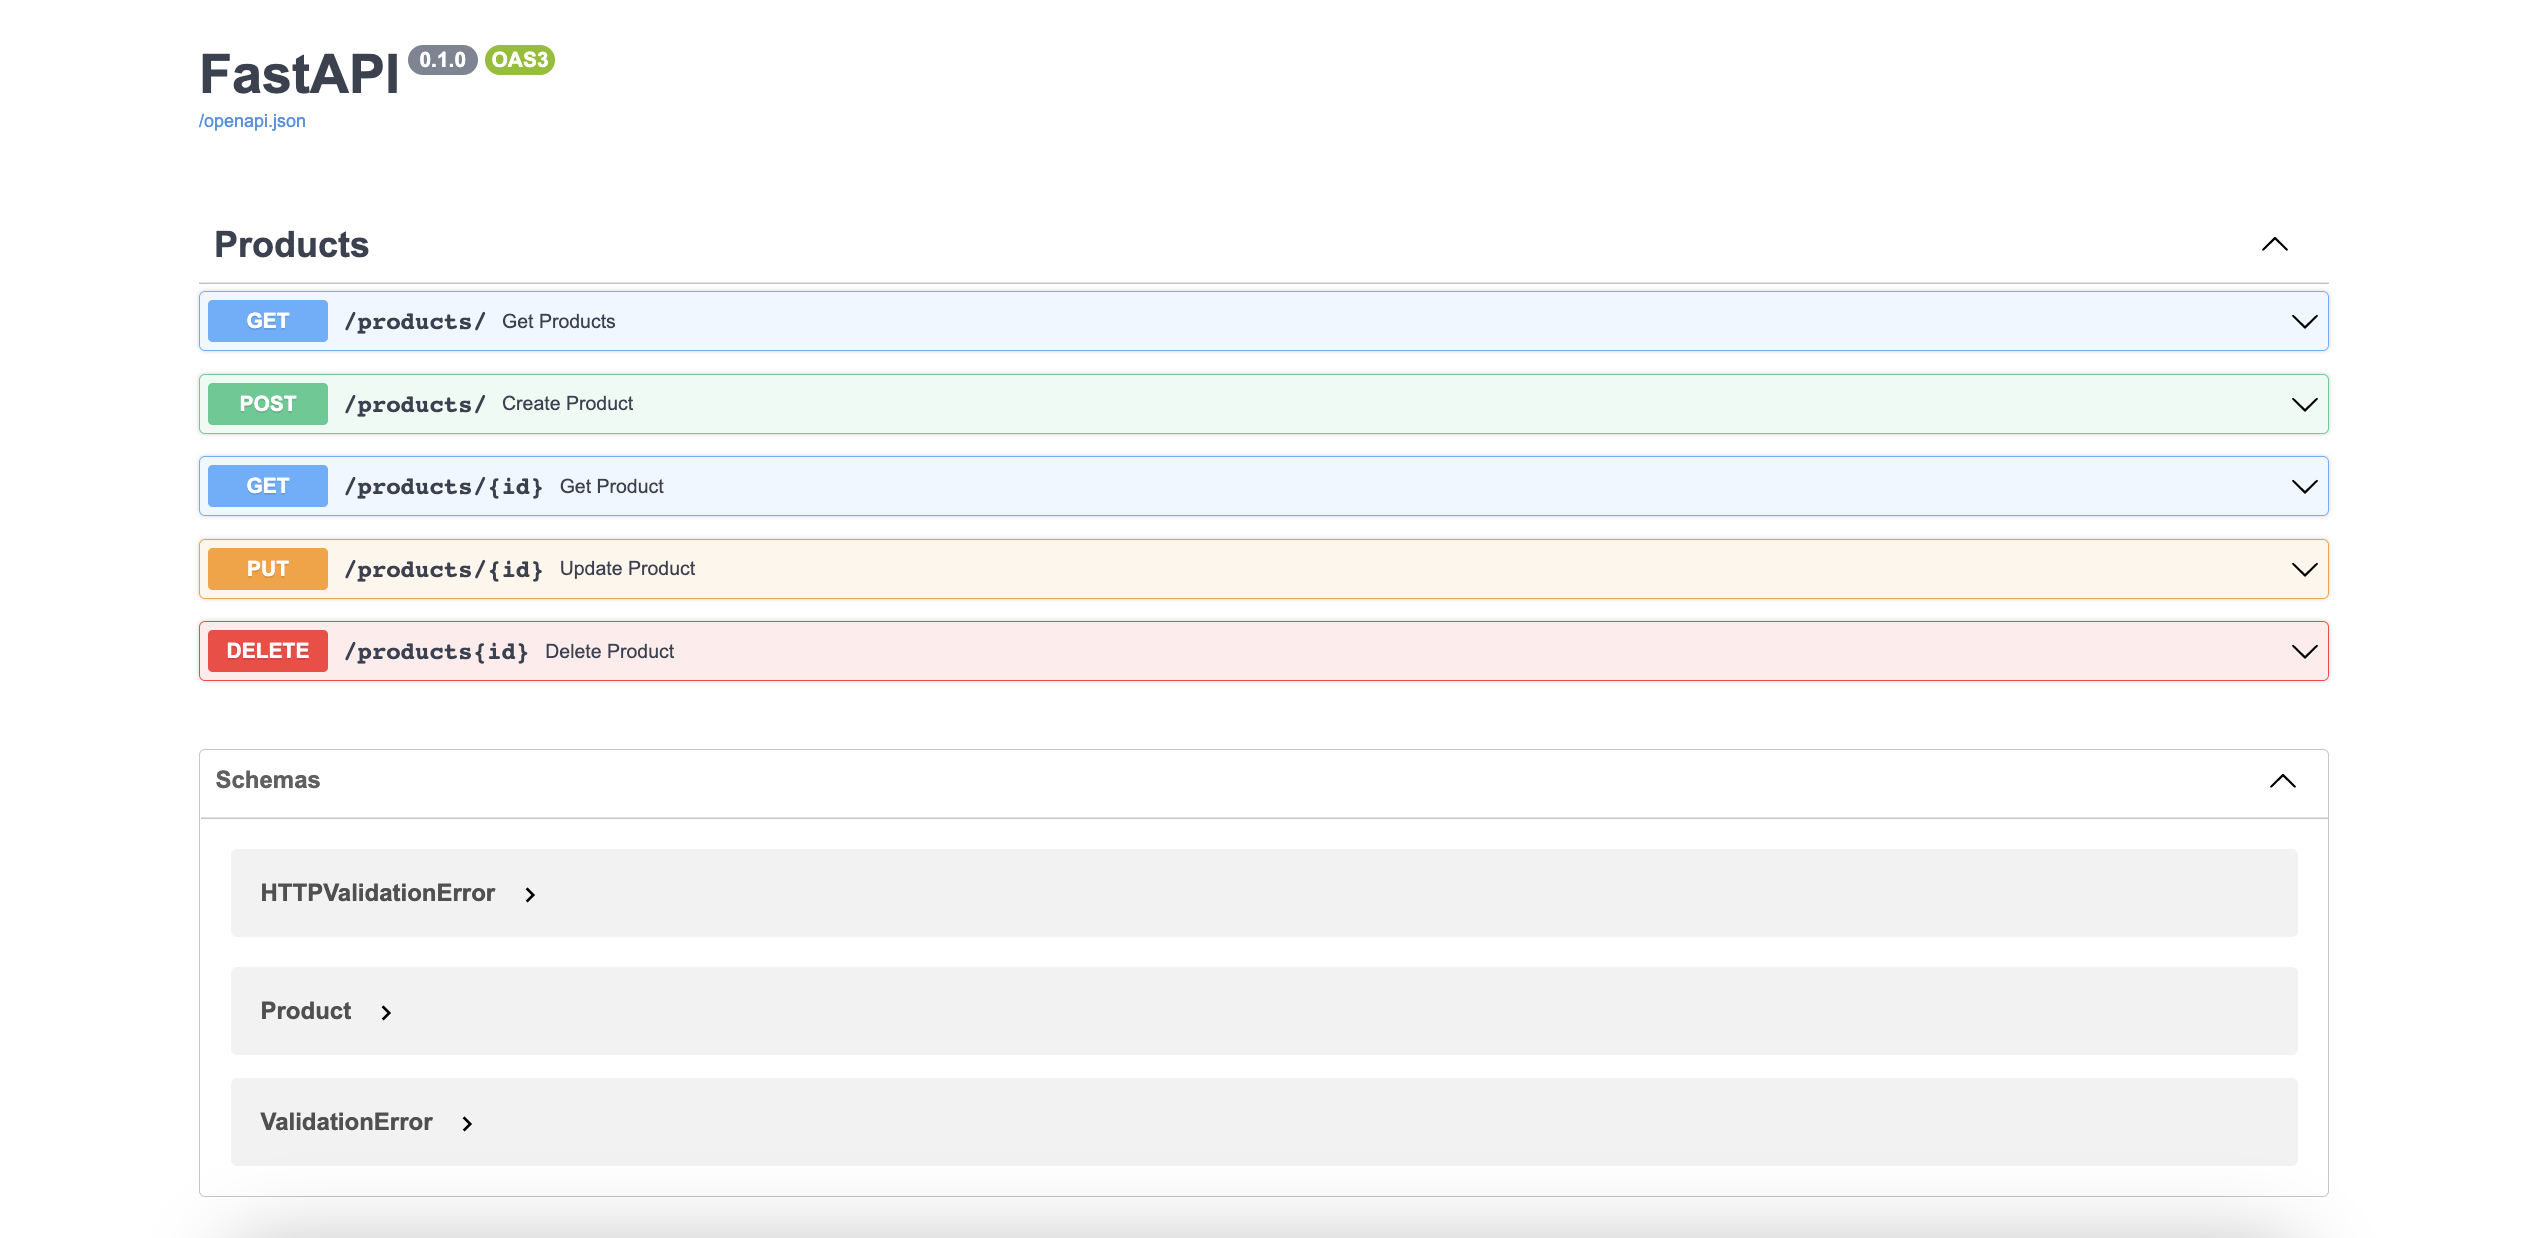 FastAPI 0.1.0 OAS3
/openapi.json
Products
GET /products/ Get Products
POST /products/ Create Product
GET /products/{id} Get Product
PUT /products/{id} Update Product
DELETE /products{id} Delete Product
Schemas
HTTPValidationError
Product
ValidationError